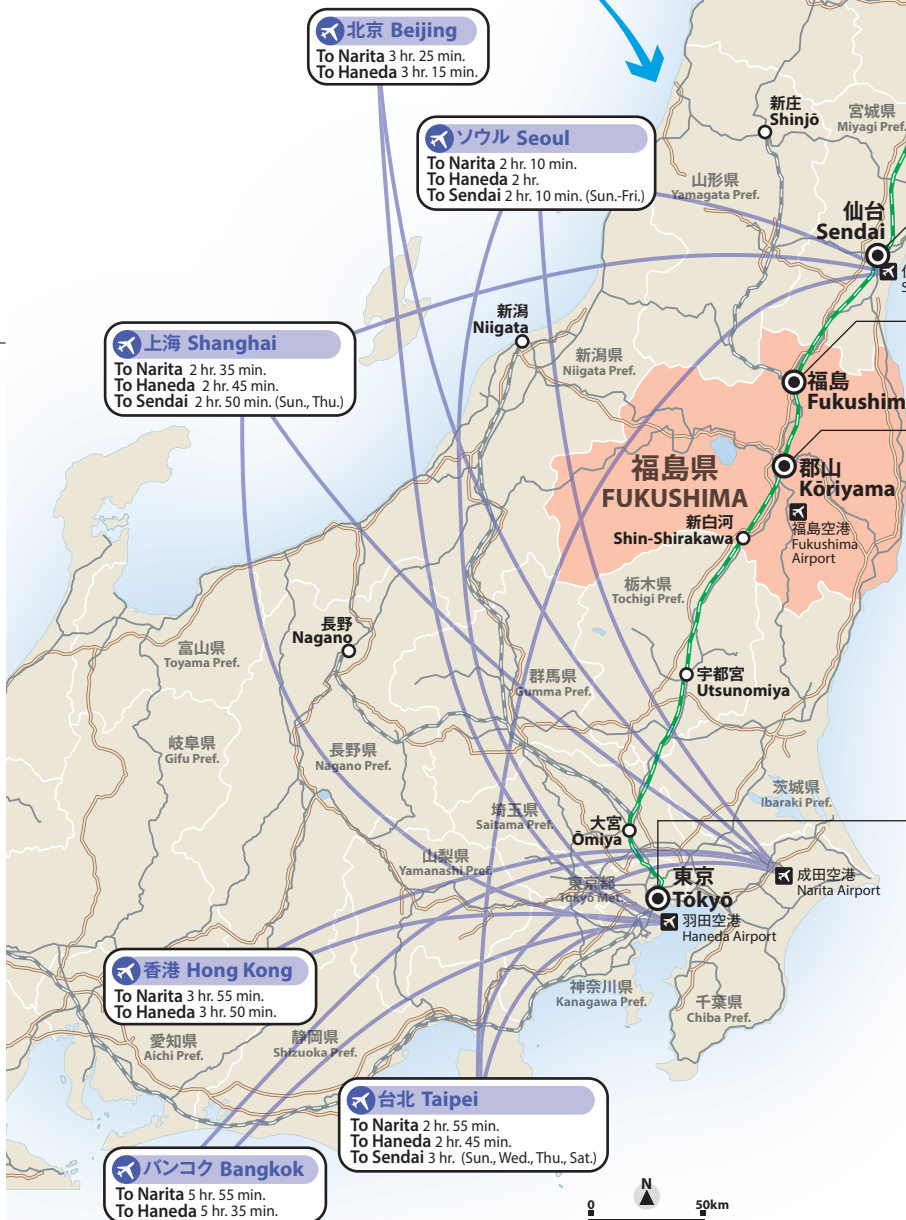 北京 Beijing
To Narita 3 hr. 25 min.
To Haneda 3 hr. 15 min.
新庄
Shinjō
宮城県
Miyagi Pref.
ソウル Seoul
To Narita 2 hr. 10 min.
To Haneda 2 hr.
To Sendai 2 hr. 10 min. (Sun.-Fri.)
山形県
Yamagata Pref.
仙台
Sendai
S
新潟
Niigata
上海 Shanghai
To Narita 2 hr. 35 min.
To Haneda 2 hr. 45 min.
To Sendai 2 hr. 50 min. (Sun., Thu.)
新潟県
Niigata Pref.
福島
Fukushim
福島県
FUKUSHIMA
郡山
Kōriyama
福島空港
Fukushima
Airport
新白河
Shin-Shirakawa
栃木県
Tochigi Pref.
長野
Nagano
富山県
Toyama Pref.
群馬県
Gumma Pref.
宇都宮
Utsunomiya
岐阜県
Gifu Pref.
長野県
Nagano Pref.
茨城県
Ibaraki Pref.
埼玉県
Saitama Pref.
大宮
Ōmiya
山梨県
Yamanashi Pref.
東京都
Tōkyō Met.
東京
Tōkyō
成田空港
Narita Airport
羽田空港
Haneda Airport
香港 Hong Kong
To Narita 3 hr. 55 min.
To Haneda 3 hr. 50 min.
神奈川県
Kanagawa Pref.
千葉県
Chiba Pref.
愛知県
Aichi Pref.
静岡県
Shizuoka Pref.
台北 Taipei
To Narita 2 hr. 55 min.
To Haneda 2 hr. 45 min.
To Sendai 3 hr. (Sun., Wed., Thu., Sat.)
バンコク Bangkok
To Narita 5 hr. 55 min.
To Haneda 5 hr. 35 min.
N
0 50km